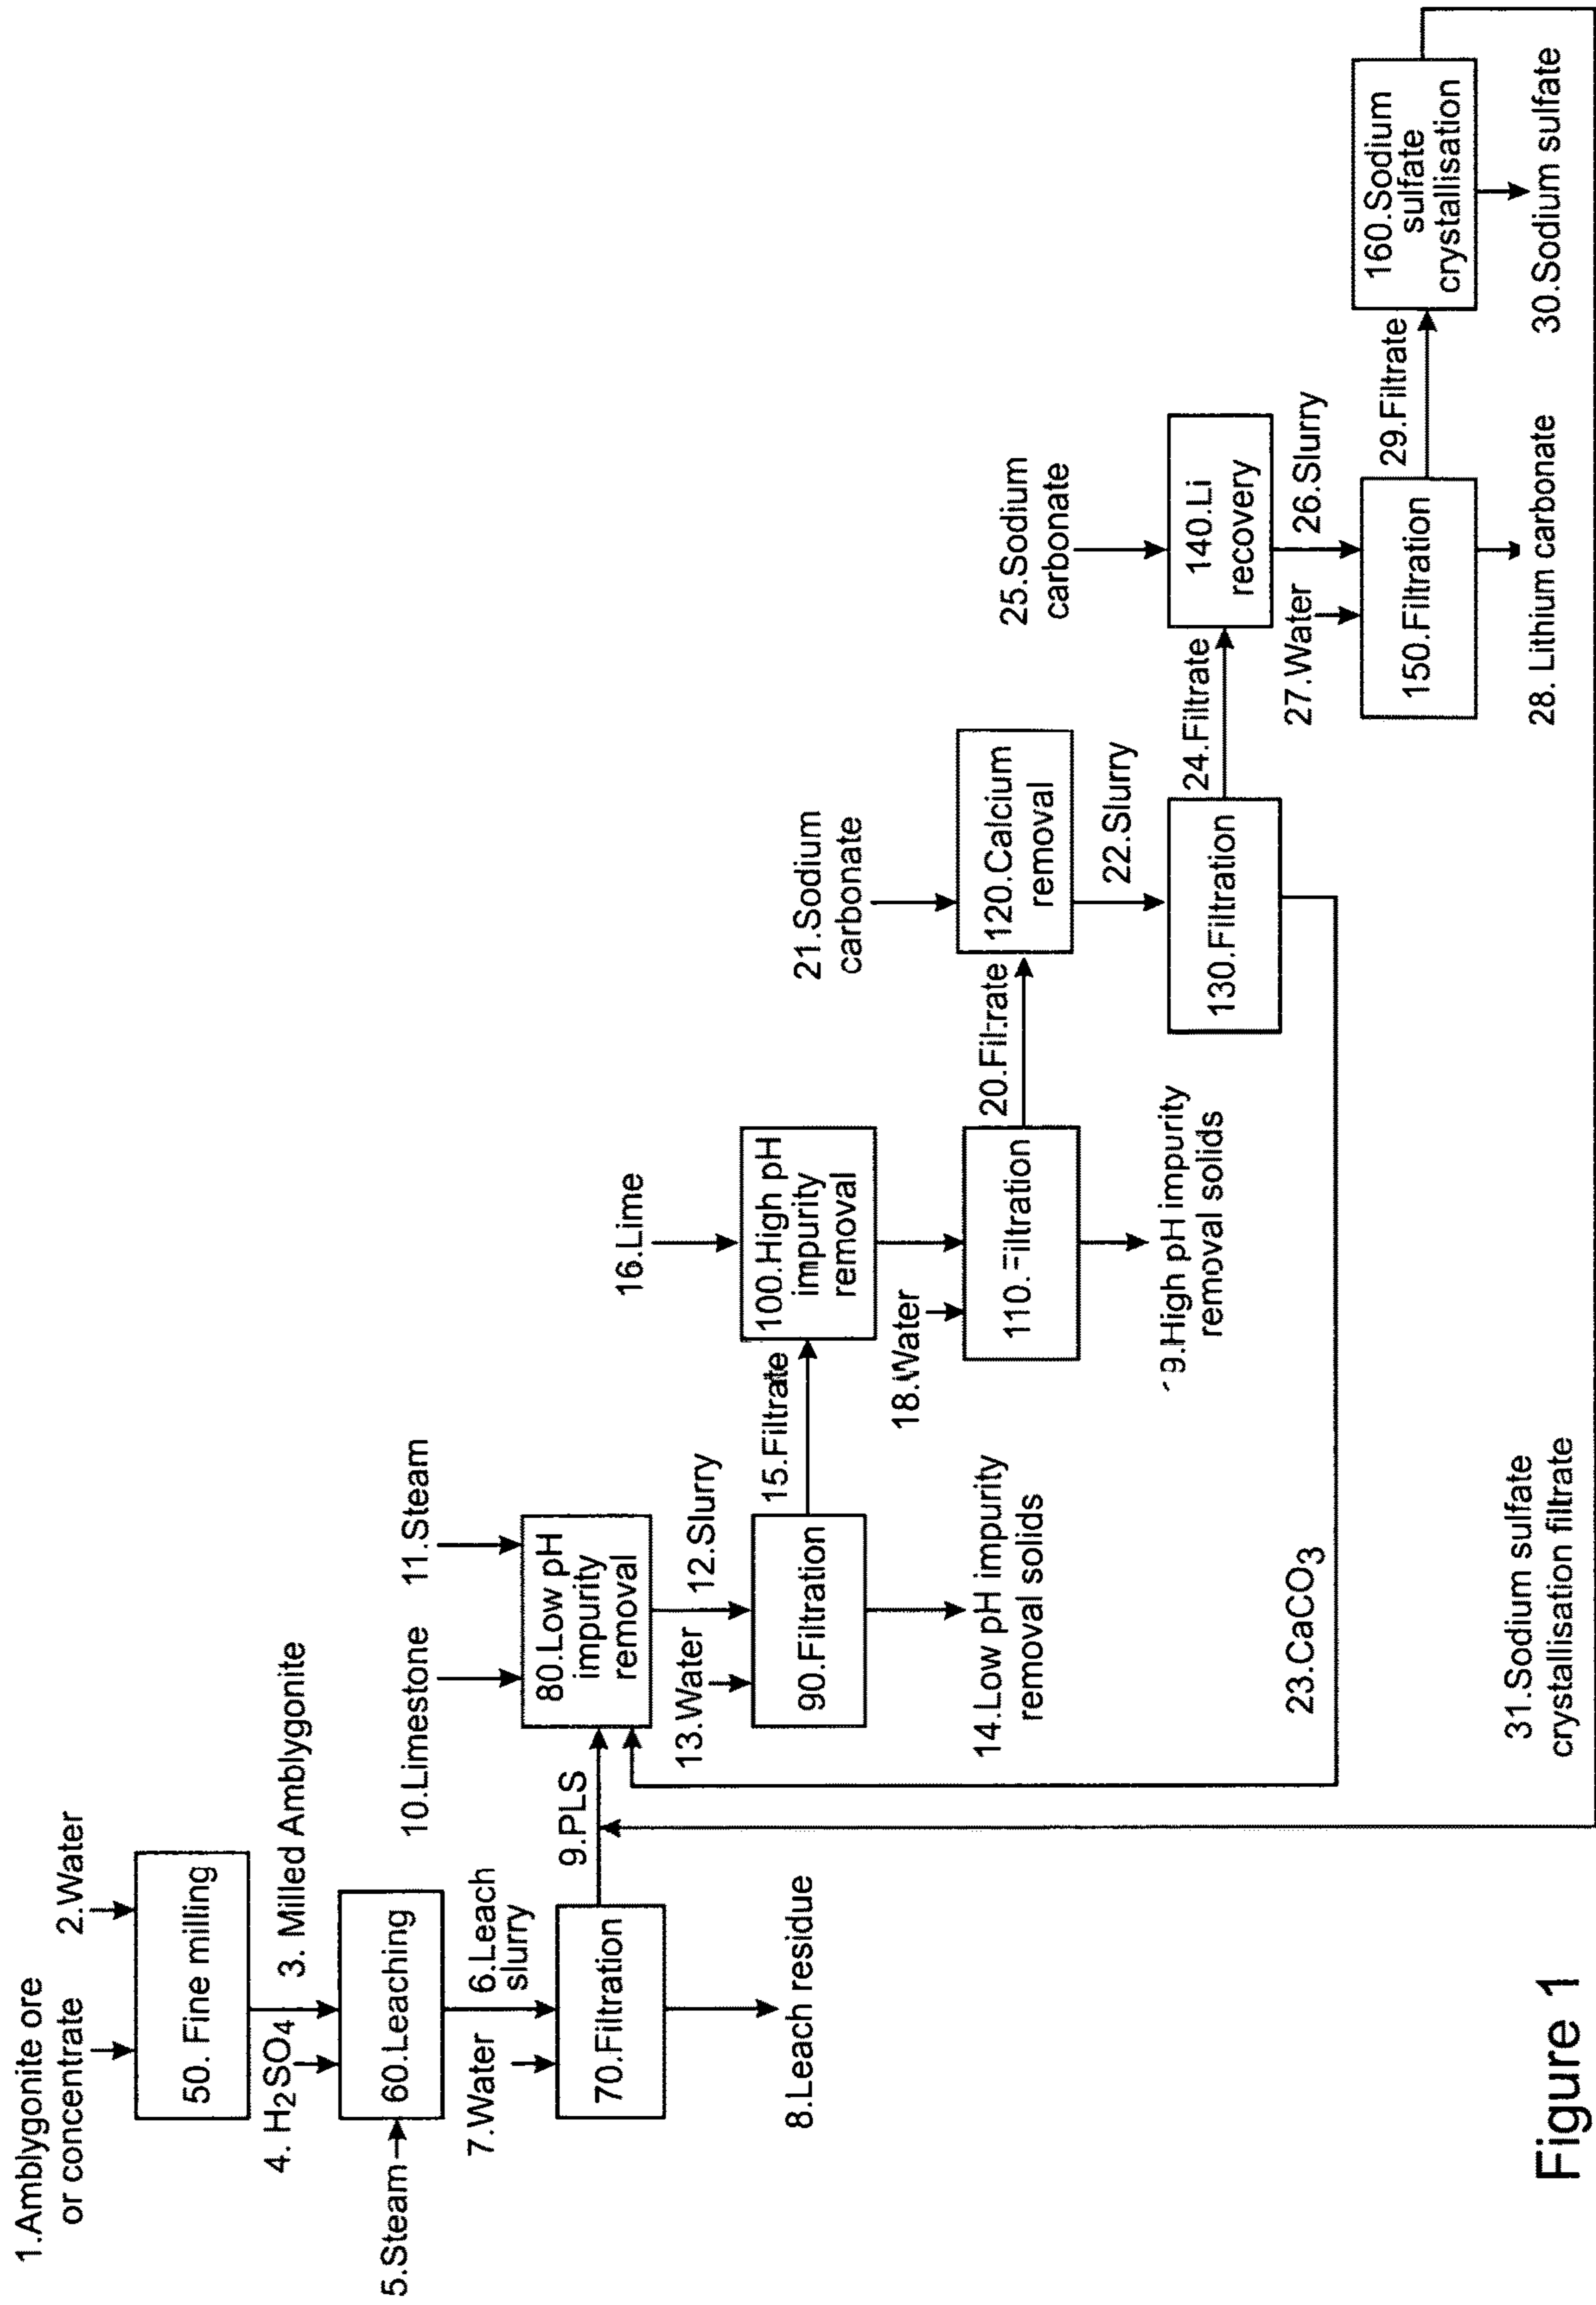 1.Amblygonite ore
or concentrate
2.Water
50. Fine milling
3. Milled Amblygonite
4. H2SO4
5.Steam
60.Leaching
6.Leach
slurry
7.Water
70.Filtration
8.Leach residue
9.PLS
10.Limestone
11.Steam
80.Low pH
impurity
removal
12.Slurry
13.Water
90.Filtration
14.Low pH impurity
removal solids
15.Filtrate
16.Lime
100.High pH
impurity
removal
18.Water
110.Filtration
19.High pH impurity
removal solids
20.Filtrate
21.Sodium
carbonate
120.Calcium
removal
22.Slurry
130.Filtration
23.CaCO3
24.Filtrate
25.Sodium
carbonate
140.Li
recovery
26.Slurry
27.Water
150.Filtration
28. Lithium carbonate
29.Filtrate
160.Sodium
sulfate
crystallisation
30.Sodium sulfate
31.Sodium sulfate
crystallisation filtrate
Figure 1